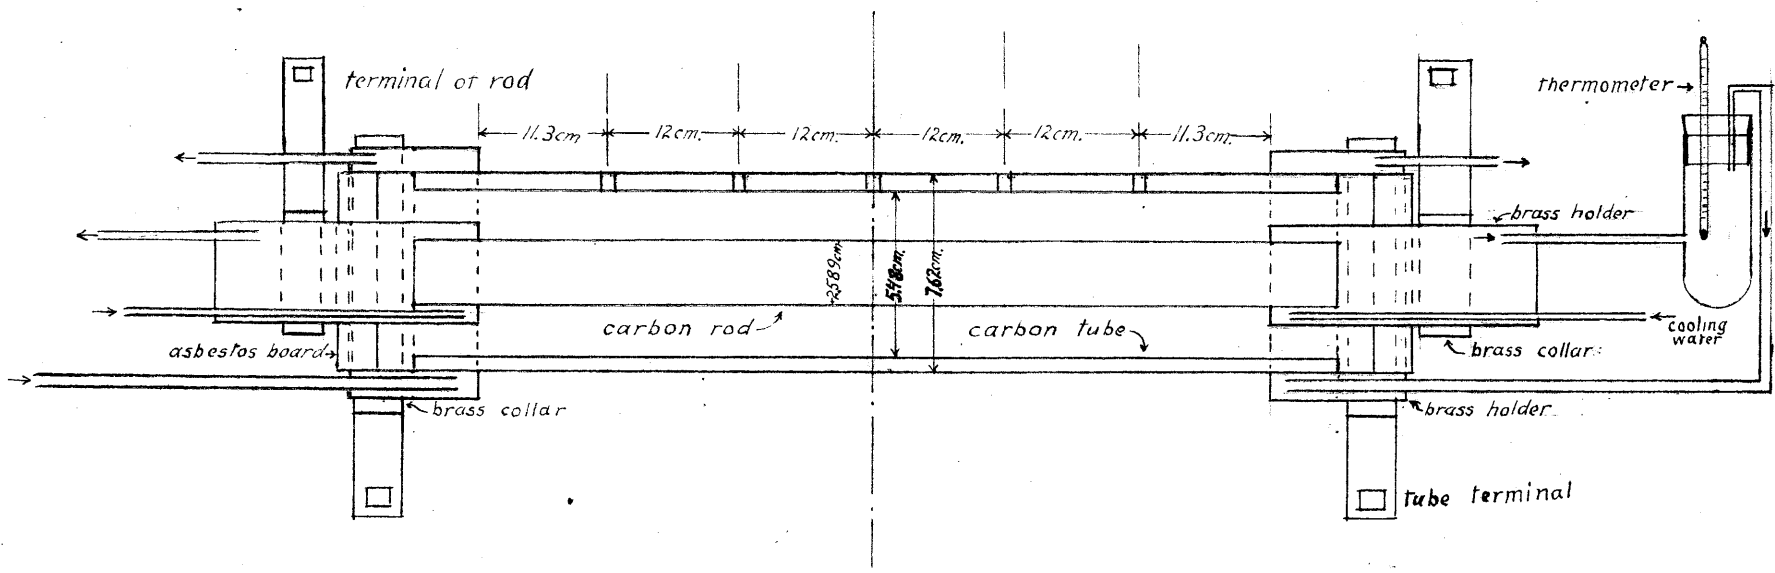 terminal of rod
thermometer
11.3cm 12cm. 12cm. 12cm. 12cm. 11.3cm.
brass holder
2.589cm.
5.48cm.
7.62cm.
carbon rod
carbon tube
cooling
water
asbestos board
brass collar
brass collar
brass holder
tube terminal